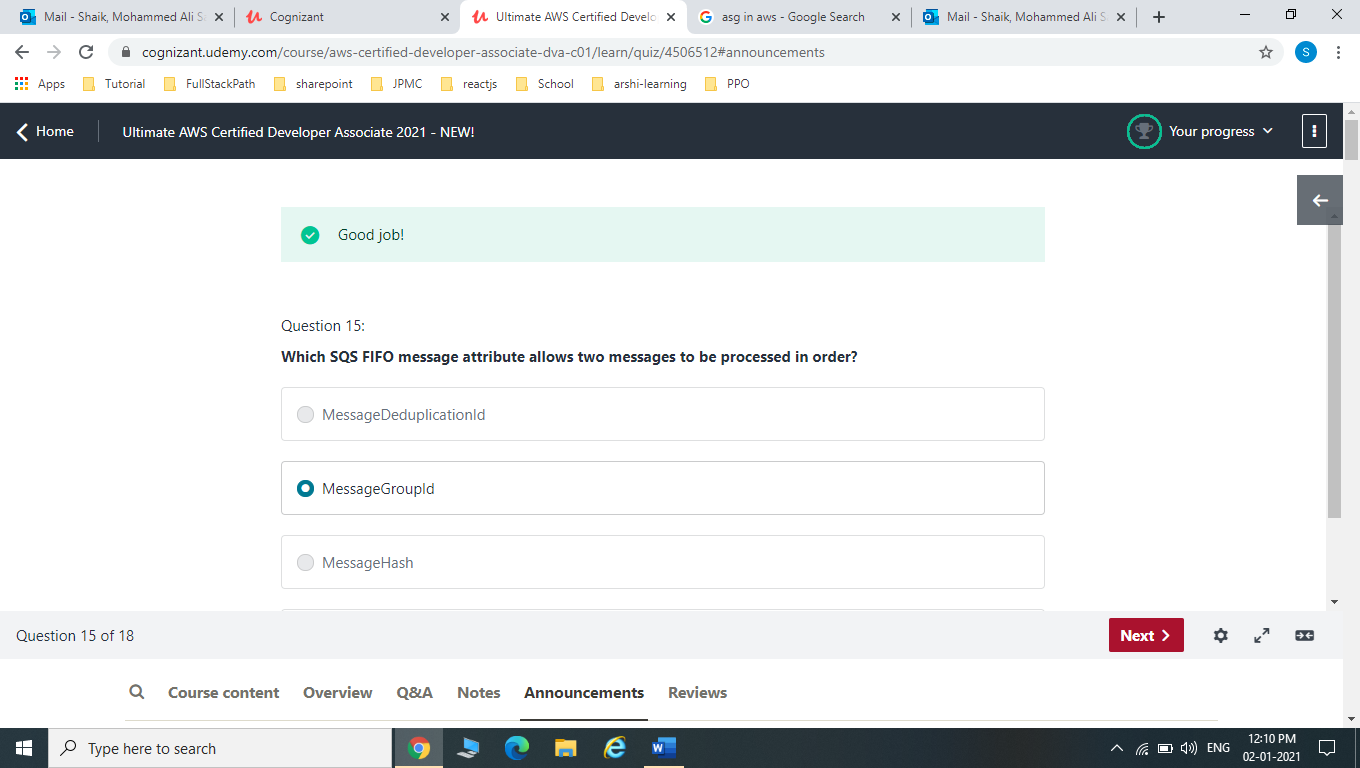 Mail - Shaik, Mohammed Ali S
Cognizant
Ultimate AWS Certified Develo
asg in aws - Google Search
Mail - Shaik, Mohammed Ali S
cognizant.udemy.com/course/aws-certified-developer-associate-dva-c01/learn/quiz/4506512#announcements
S
Apps Tutorial FullStackPath sharepoint JPMC reactjs School arshi-learning PPO
Home Ultimate AWS Certified Developer Associate 2021 - NEW! Your progress
Good job!
Question 15:
Which SQS FIFO message attribute allows two messages to be processed in order?
MessageDeduplicationId
MessageGroupId
MessageHash
Question 15 of 18 Next
Course content Overview Q&A Notes Announcements Reviews
Type here to search
ENG
12:10 PM
02-01-2021